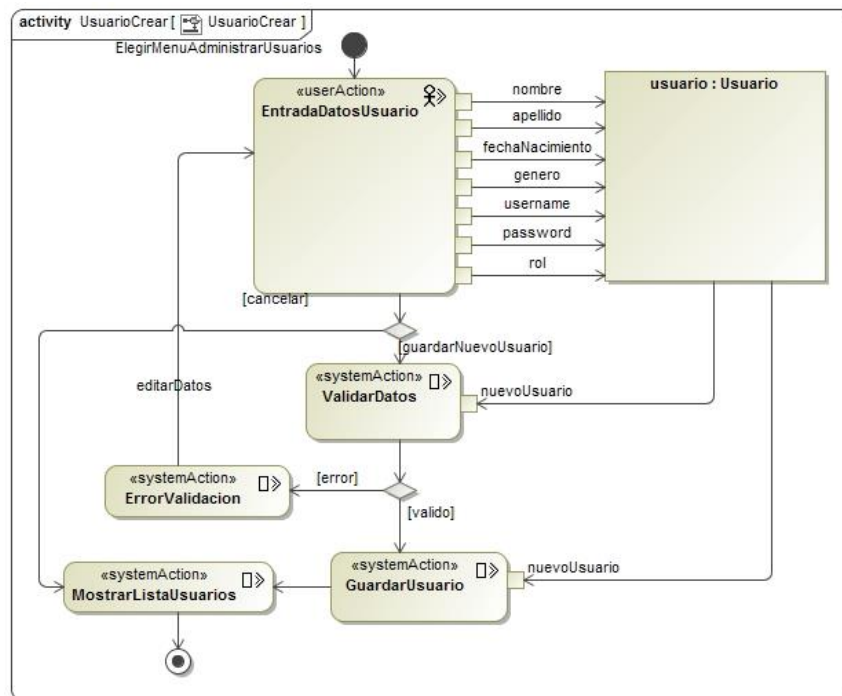 activity UsuarioCrear [ UsuarioCrear ]
ElegirMenuAdministrarUsuarios
«userAction»
EntradaDatosUsuario
nombre
apellido
fechaNacimiento
genero
username
password
rol
usuario : Usuario
[cancelar]
[guardarNuevoUsuario]
«systemAction»
ValidarDatos
nuevoUsuario
editarDatos
«systemAction»
ErrorValidacion
[error]
[valido]
«systemAction»
GuardarUsuario
nuevoUsuario
«systemAction»
MostrarListaUsuarios